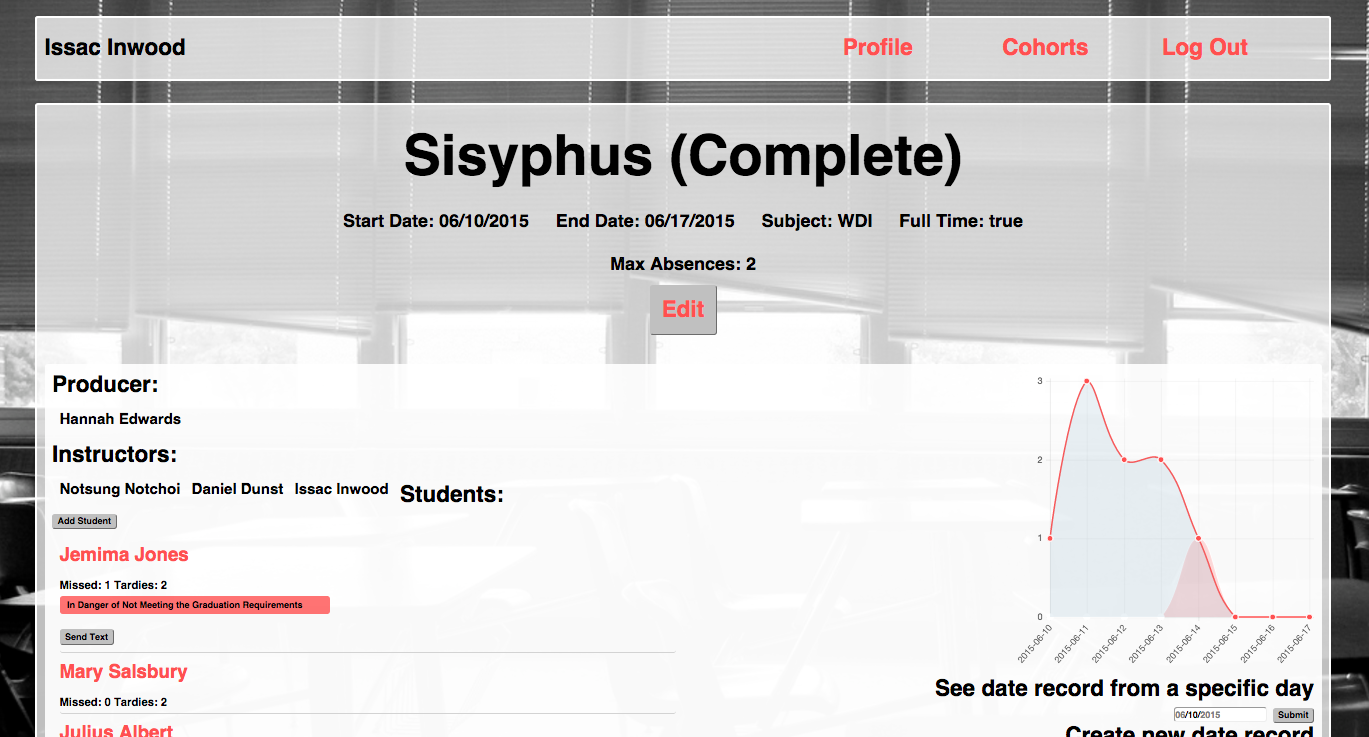 Issac Inwood Profile Cohorts Log Out
Sisyphus (Complete)
Start Date: 06/10/2015 End Date: 06/17/2015 Subject: WDI Full Time: true
Max Absences: 2
Edit
Producer:
Hannah Edwards
Instructors:
Notsung Notchoi Daniel Dunst Issac Inwood Students:
Add Student
Jemima Jones
Missed: 1 Tardies: 2
In Danger of Not Meeting the Graduation Requirements
Send Text
Mary Salsbury
Missed: 0 Tardies: 2
Julius Albert
3
2
1
0
2015-06-10
2015-06-11
2015-06-12
2015-06-13
2015-06-14
2015-06-15
2015-06-16
2015-06-17
See date record from a specific day
06/10/2015 Submit
Create new date record